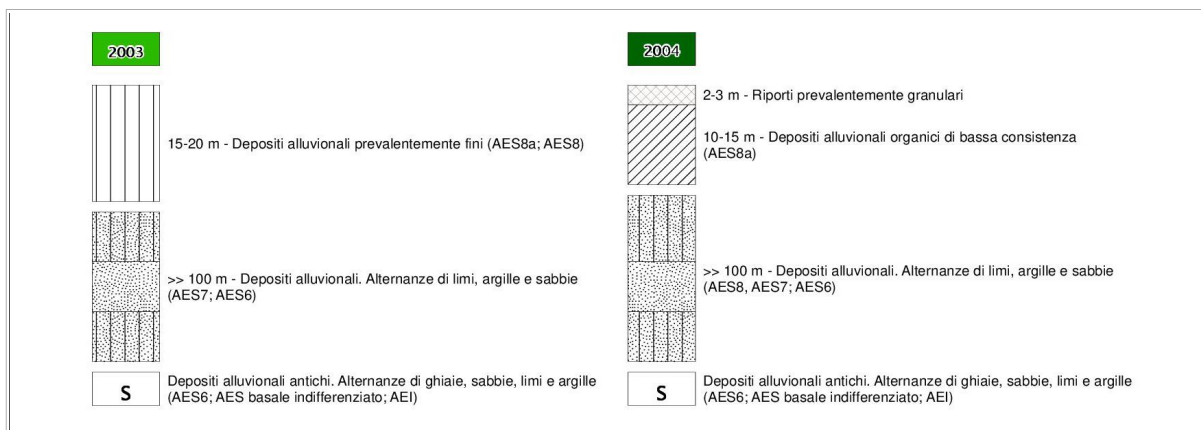 2003
15-20 m - Depositi alluvionali prevalentemente fini (AES8a; AES8)
>> 100 m - Depositi alluvionali. Alternanze di limi, argille e sabbie
(AES7; AES6)
S
Depositi alluvionali antichi. Alternanze di ghiaie, sabbie, limi e argille
(AES6; AES basale indifferenziato; AEI)
2004
2-3 m - Riporti prevalentemente granulari
10-15 m - Depositi alluvionali organici di bassa consistenza
(AES8a)
>> 100 m - Depositi alluvionali. Alternanze di limi, argille e sabbie
(AES8, AES7; AES6)
S
Depositi alluvionali antichi. Alternanze di ghiaie, sabbie, limi e argille
(AES6; AES basale indifferenziato; AEI)